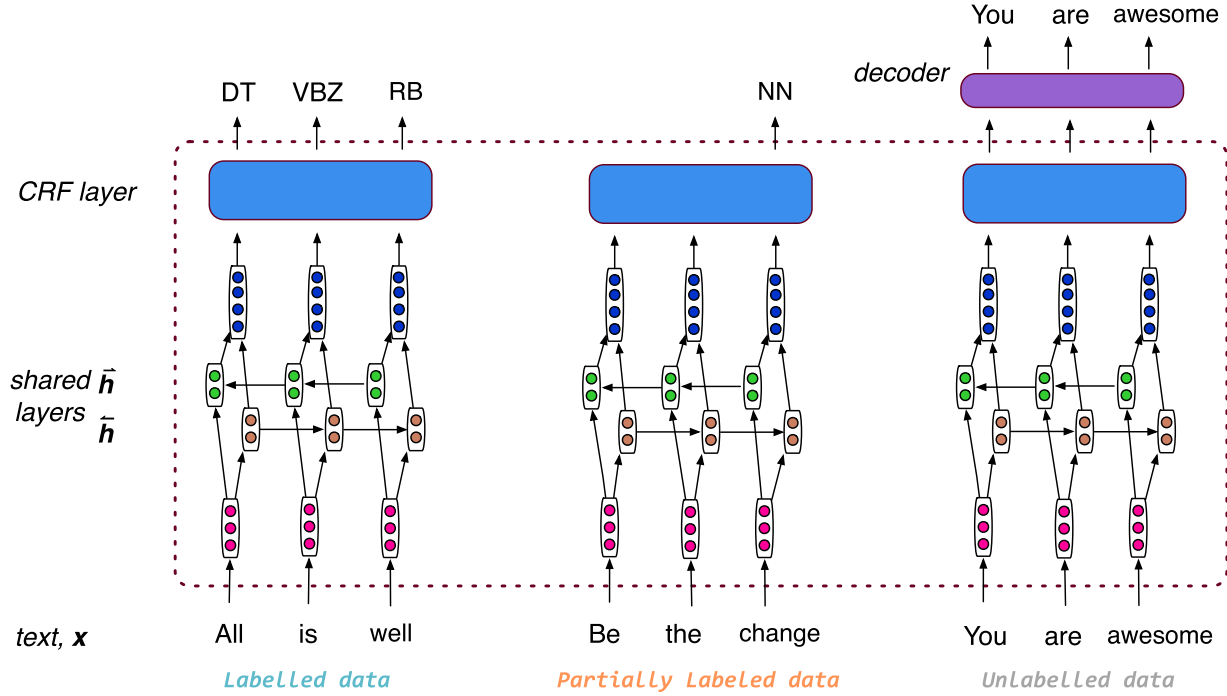 You are awesome
decoder
DT VBZ RB NN
CRF layer
shared h
layers h
text, x All is well Be the change You are awesome
Labelled data Partially Labeled data Unlabelled data